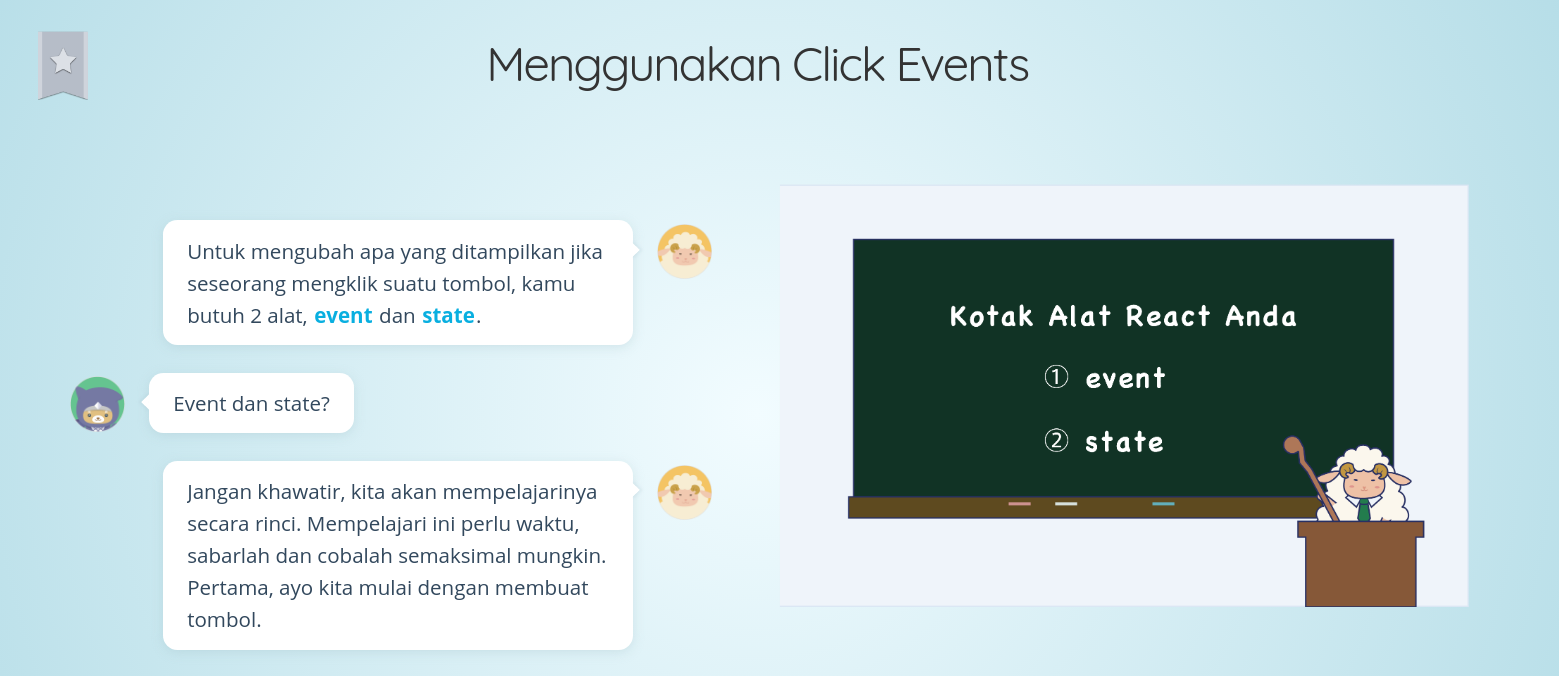 Menggunakan Click Events
Untuk mengubah apa yang ditampilkan jika
seseorang mengklik suatu tombol, kamu
butuh 2 alat, event dan state.
Event dan state?
Jangan khawatir, kita akan mempelajarinya
secara rinci. Mempelajari ini perlu waktu,
sabarlah dan cobalah semaksimal mungkin.
Pertama, ayo kita mulai dengan membuat
tombol.
Kotak Alat React Anda
① event
② state